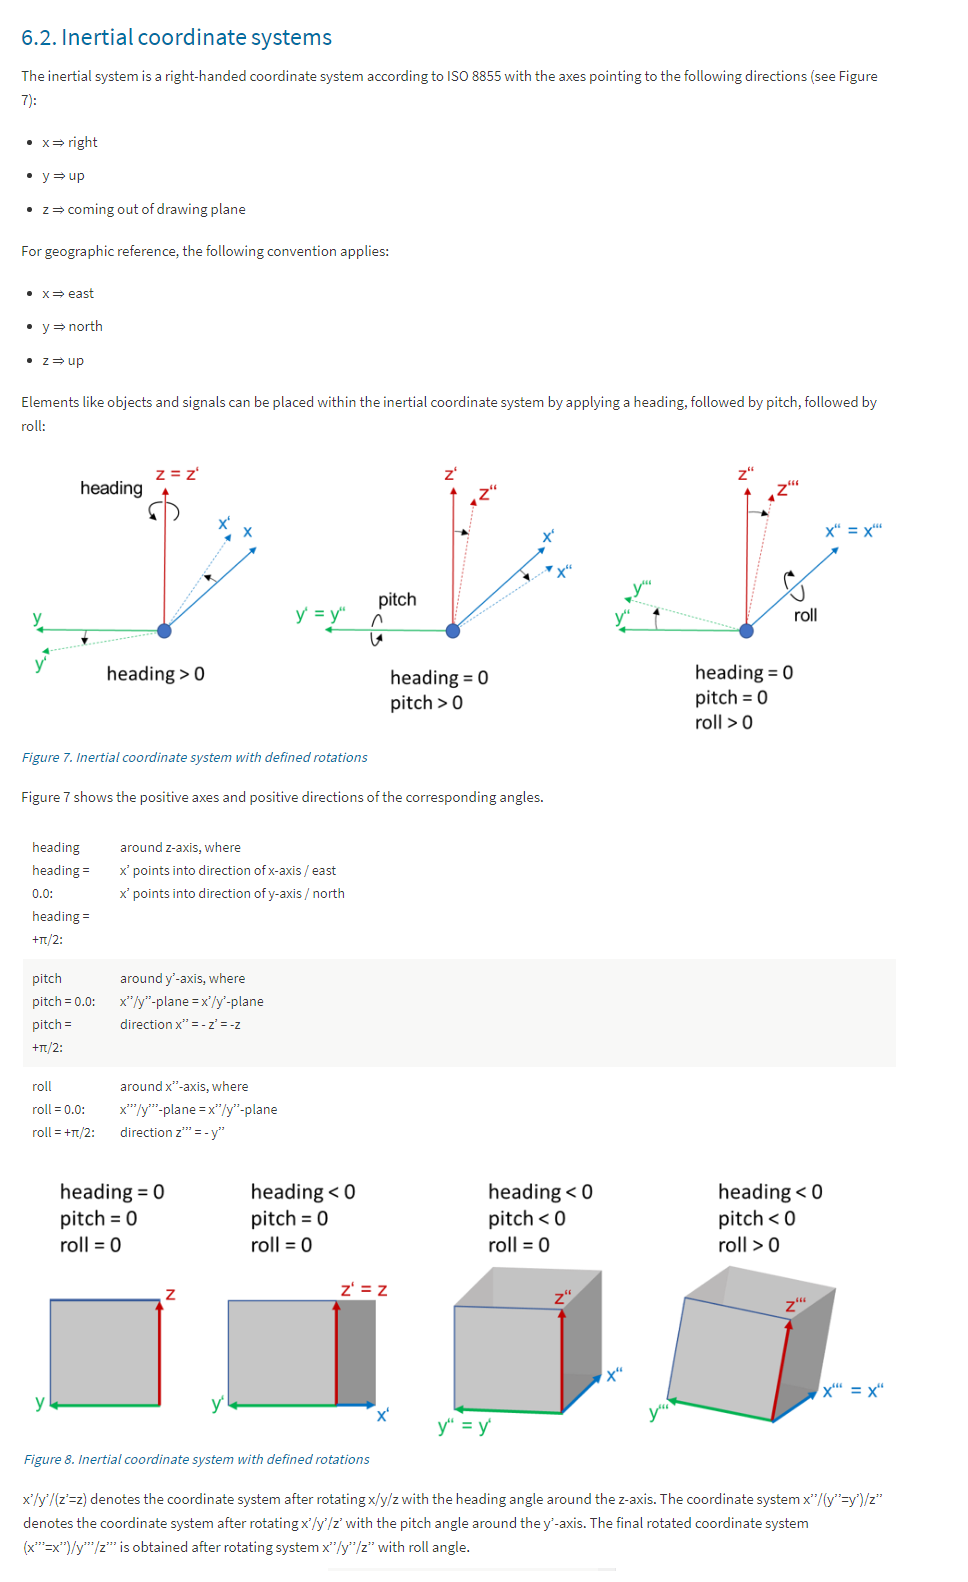 6.2. Inertial coordinate systems
The inertial system is a right-handed coordinate system according to ISO 8855 with the axes pointing to the following directions (see Figure
7):
• x ⇒ right
• y ⇒ up
• z ⇒ coming out of drawing plane
For geographic reference, the following convention applies:
• x ⇒ east
• y ⇒ north
• z ⇒ up
Elements like objects and signals can be placed within the inertial coordinate system by applying a heading, followed by pitch, followed by
roll:
heading
z = z'
x'
x
y
y'
heading > 0
z'
z''
x'
x''
y' = y''
pitch
heading = 0
pitch > 0
z''
z'''
x'' = x'''
y'''
y''
roll
heading = 0
pitch = 0
roll > 0
Figure 7. Inertial coordinate system with defined rotations
Figure 7 shows the positive axes and positive directions of the corresponding angles.
heading around z-axis, where
heading = x’ points into direction of x-axis / east
0.0: x’ points into direction of y-axis / north
heading =
+π/2:
pitch around y’-axis, where
pitch = 0.0: x’’/y’’-plane = x’/y’-plane
pitch = direction x’’ = - z’ = -z
+π/2:
roll around x’’-axis, where
roll = 0.0: x’’’/y’’’-plane = x’’/y’’-plane
roll = +π/2: direction z’’’ = - y’’
heading = 0
pitch = 0
roll = 0
z
y
heading < 0
pitch = 0
roll = 0
z' = z
y'
x'
heading < 0
pitch < 0
roll = 0
z''
x''
y'' = y'
heading < 0
pitch < 0
roll > 0
z'''
x''' = x''
y'''
Figure 8. Inertial coordinate system with defined rotations
x’/y’/(z’=z) denotes the coordinate system after rotating x/y/z with the heading angle around the z-axis. The coordinate system x’’/(y’’=y’)/z’’
denotes the coordinate system after rotating x’/y’/z’ with the pitch angle around the y’-axis. The final rotated coordinate system
(x’’’=x’’)/y’’’/z’’’ is obtained after rotating system x’’/y’’/z’’ with roll angle.